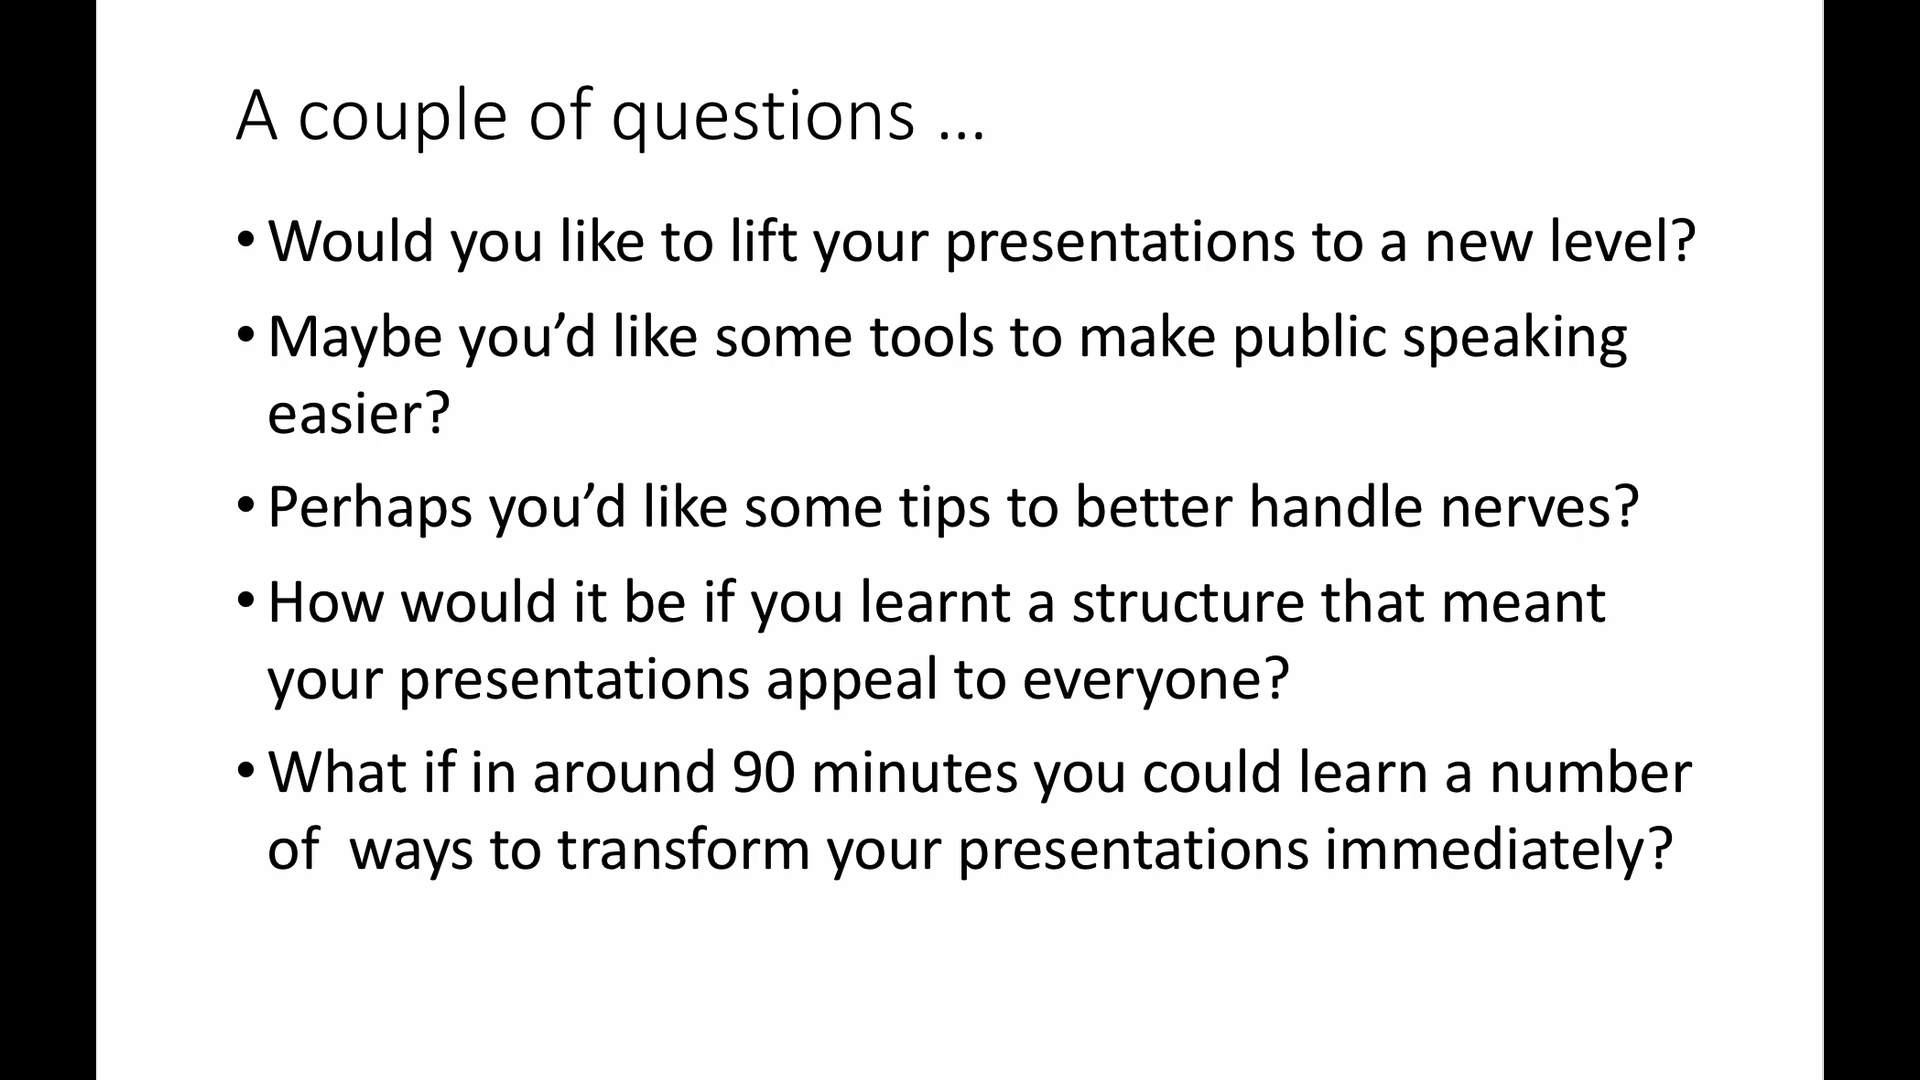 A couple of questions ...
• Would you like to lift your presentations to a new level?
• Maybe you’d like some tools to make public speaking
easier?
• Perhaps you’d like some tips to better handle nerves?
• How would it be if you learnt a structure that meant
your presentations appeal to everyone?
• What if in around 90 minutes you could learn a number
of  ways to transform your presentations immediately?